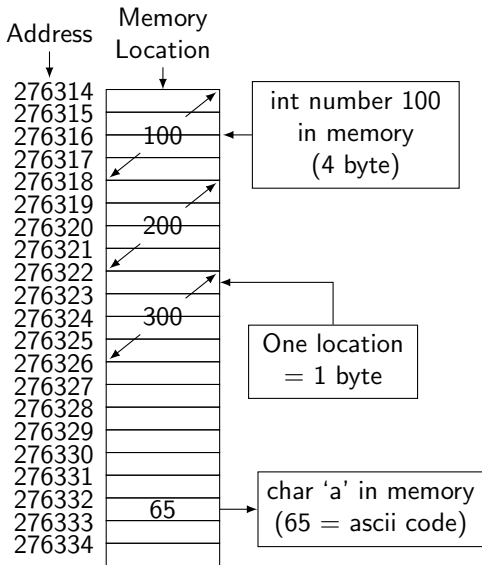 Address
Memory
Location
276314
276315
276316
276317
276318
276319
276320
276321
276322
276323
276324
276325
276326
276327
276328
276329
276330
276331
276332
276333
276334
100
200
300
65
int number 100
in memory
(4 byte)
One location
= 1 byte
char ‘a’ in memory
(65 = ascii code)